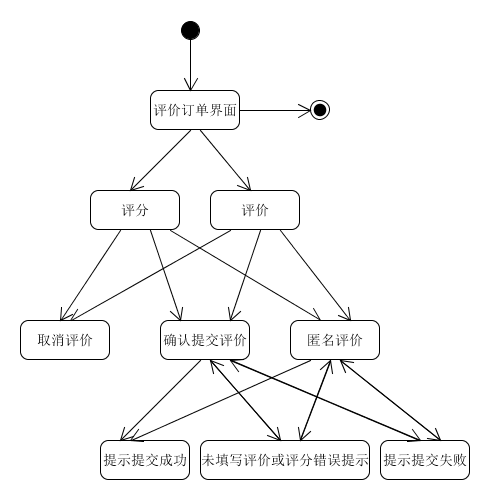 评价订单界面
评分
评价
取消评价
确认提交评价
匿名评价
提示提交成功
未填写评价或评分错误提示
提示提交失败